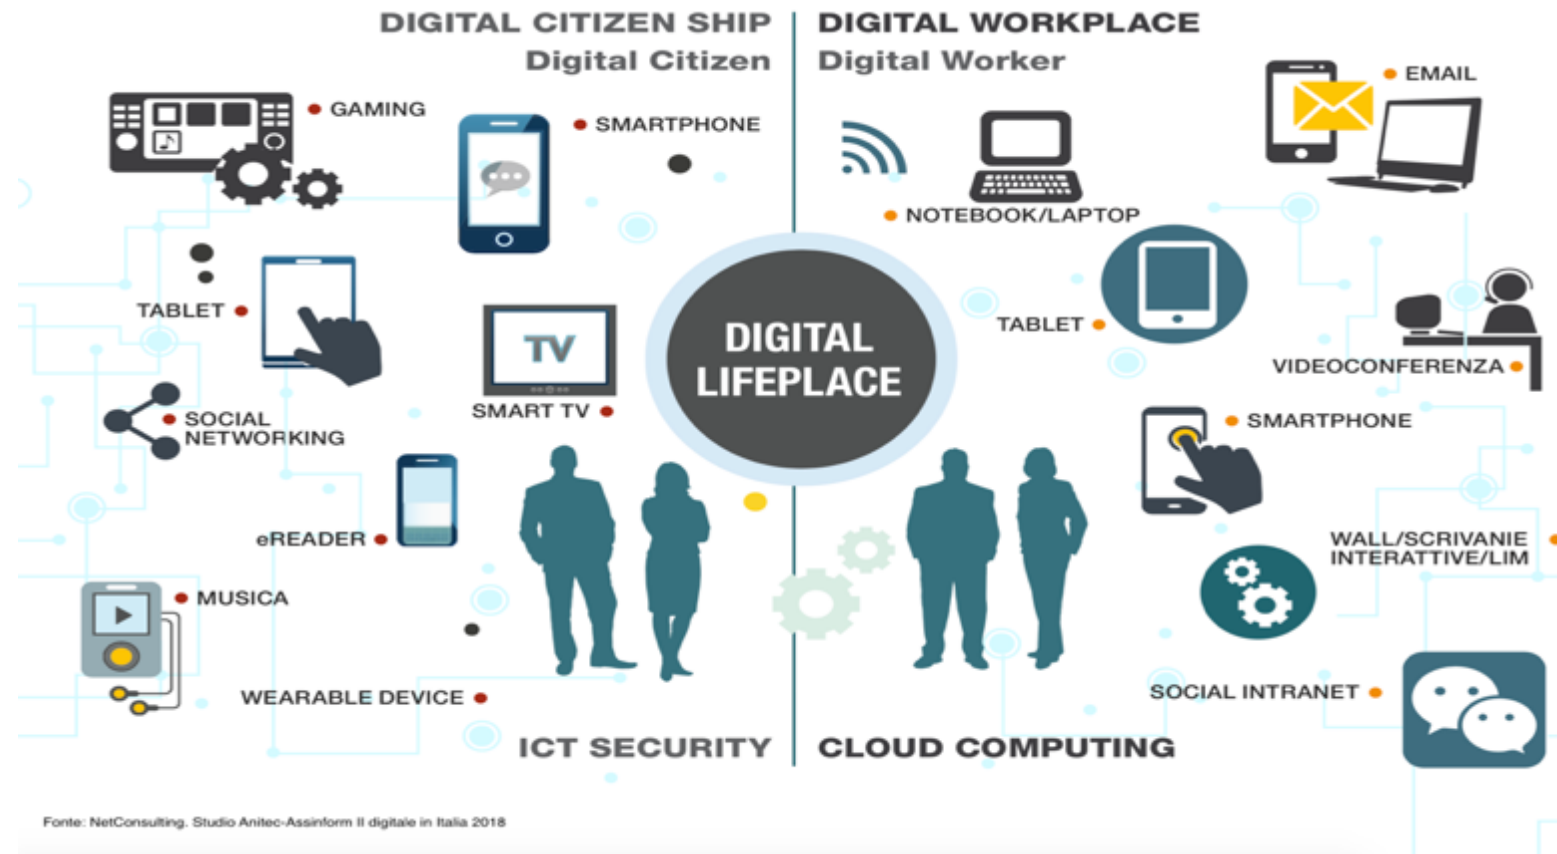 DIGITAL CITIZEN SHIP
Digital Citizen
GAMING
SMARTPHONE
TABLET
TV
SMART TV
SOCIAL
NETWORKING
eREADER
MUSICA
WEARABLE DEVICE
ICT SECURITY
DIGITAL
LIFEPLACE
DIGITAL WORKPLACE
Digital Worker
EMAIL
NOTEBOOK/LAPTOP
TABLET
VIDEOCONFERENZA
SMARTPHONE
WALL/SCRIVANIE
INTERATTIVE/LIM
SOCIAL INTRANET
CLOUD COMPUTING
Fonte: NetConsulting. Studio Anitec-Assinform Il digitale in Italia 2018